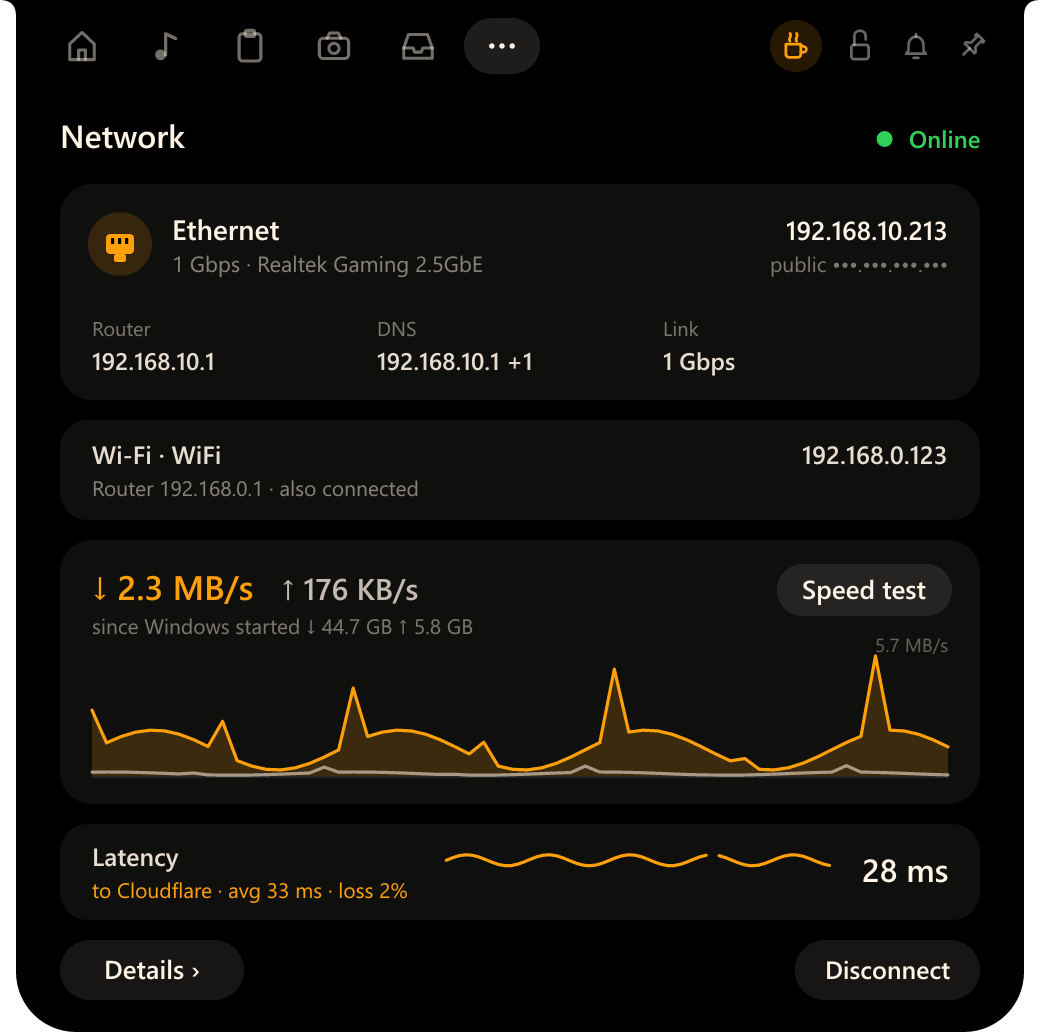 Network
Online
Ethernet
192.168.10.213
1 Gbps · Realtek Gaming 2.5GbE
public •••.•••.•••.•••
Router
DNS
Link
192.168.10.1
192.168.10.1 +1
1 Gbps
Wi-Fi · WiFi
192.168.0.123
Router 192.168.0.1 · also connected
↓ 2.3 MB/s ↑ 176 KB/s
Speed test
since Windows started ↓ 44.7 GB ↑ 5.8 GB
5.7 MB/s
Latency
28 ms
to Cloudflare · avg 33 ms · loss 2%
Details ›
Disconnect